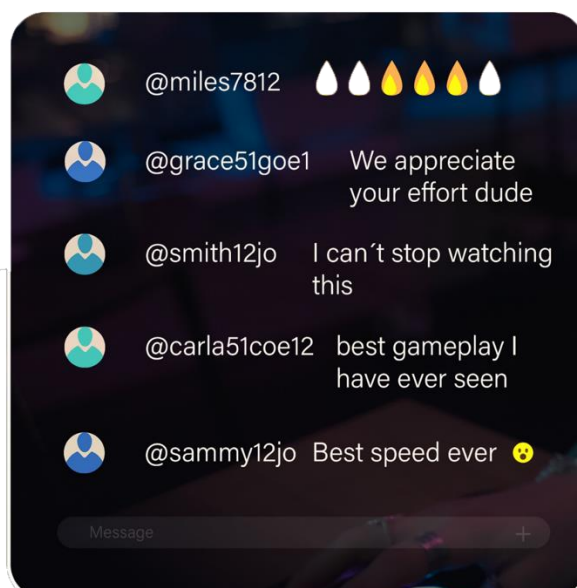 @miles7812
@grace51goe1 We appreciate
your effort dude
@smith12jo I can´t stop watching
this
@carla51coe12 best gameplay I
have ever seen
@sammy12jo Best speed ever 😮
Message +